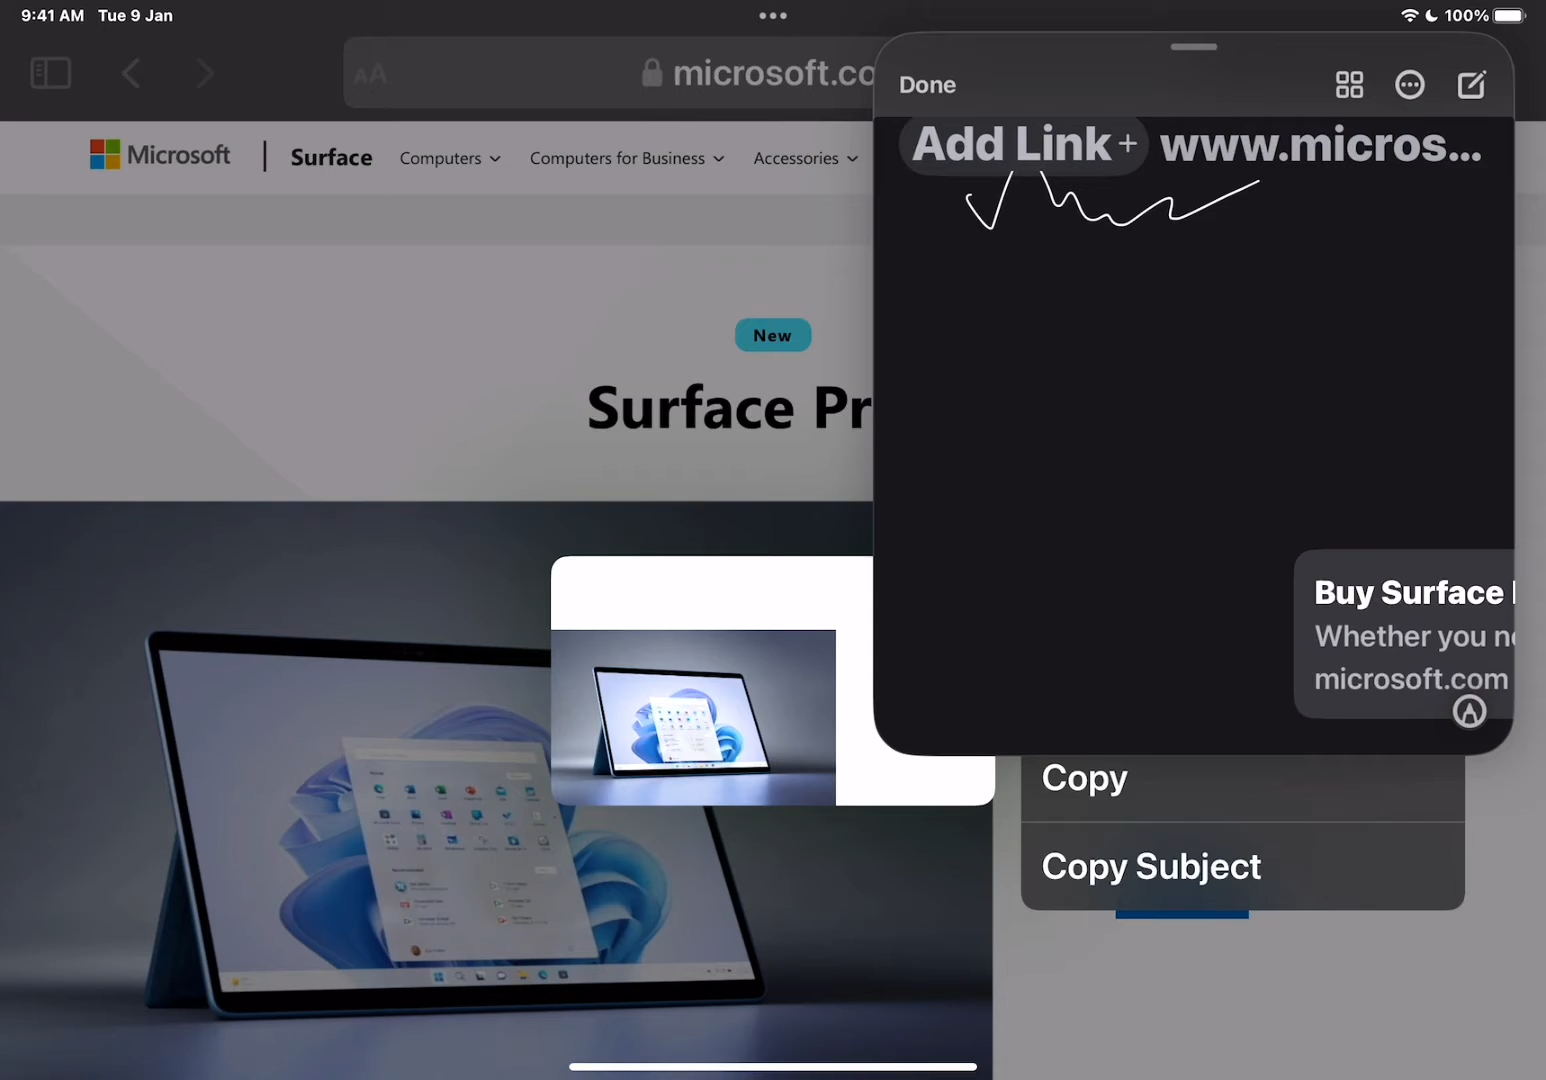 9:41 AM Tue 9 Jan
100%
AA microsoft.co
Done
Add Link + www.micros...
Microsoft | Surface Computers Computers for Business Accessories
New
Surface Pr
Buy Surface
Whether you n
microsoft.com
Copy
Copy Subject